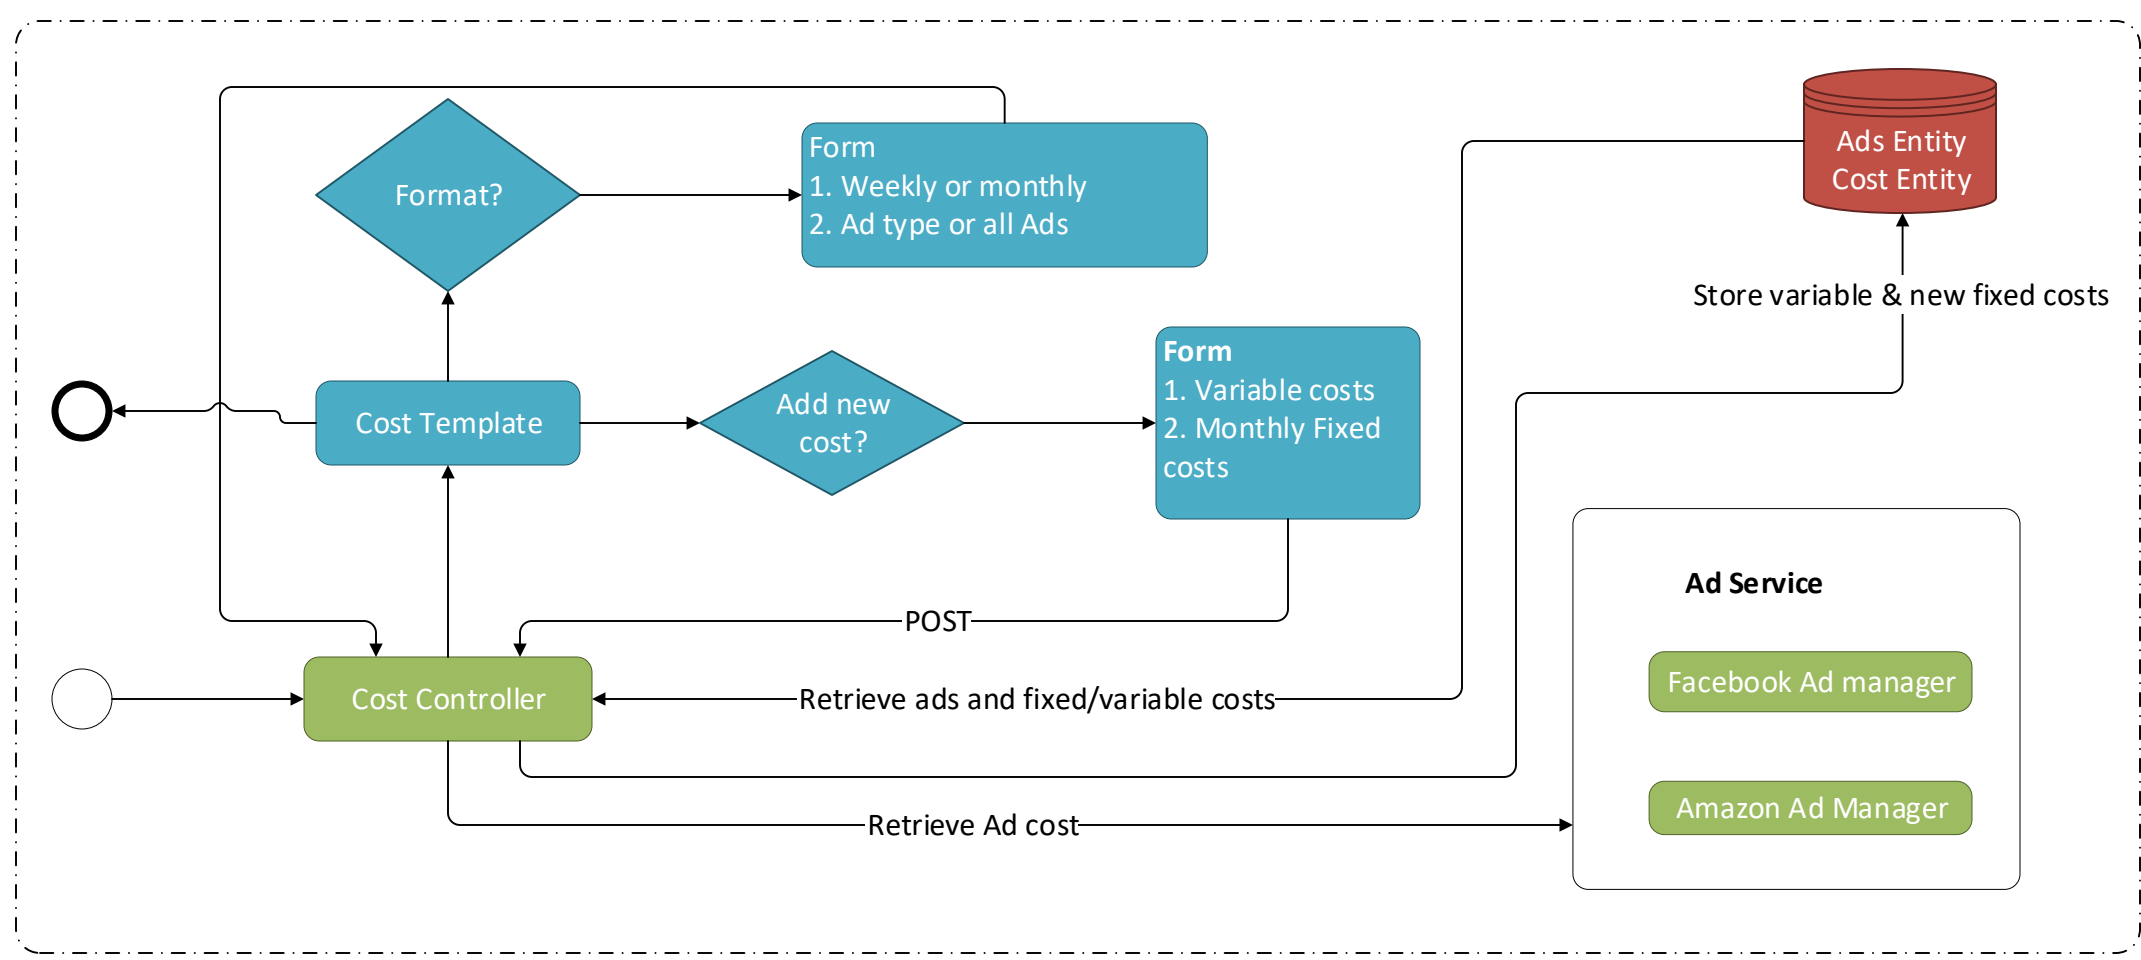 Format?
Form
1. Weekly or monthly
2. Ad type or all Ads
Ads Entity
Cost Entity
Store variable & new fixed costs
Cost Template
Add new
cost?
Form
1. Variable costs
2. Monthly Fixed
costs
POST
Cost Controller
Retrieve ads and fixed/variable costs
Retrieve Ad cost
Ad Service
Facebook Ad manager
Amazon Ad Manager